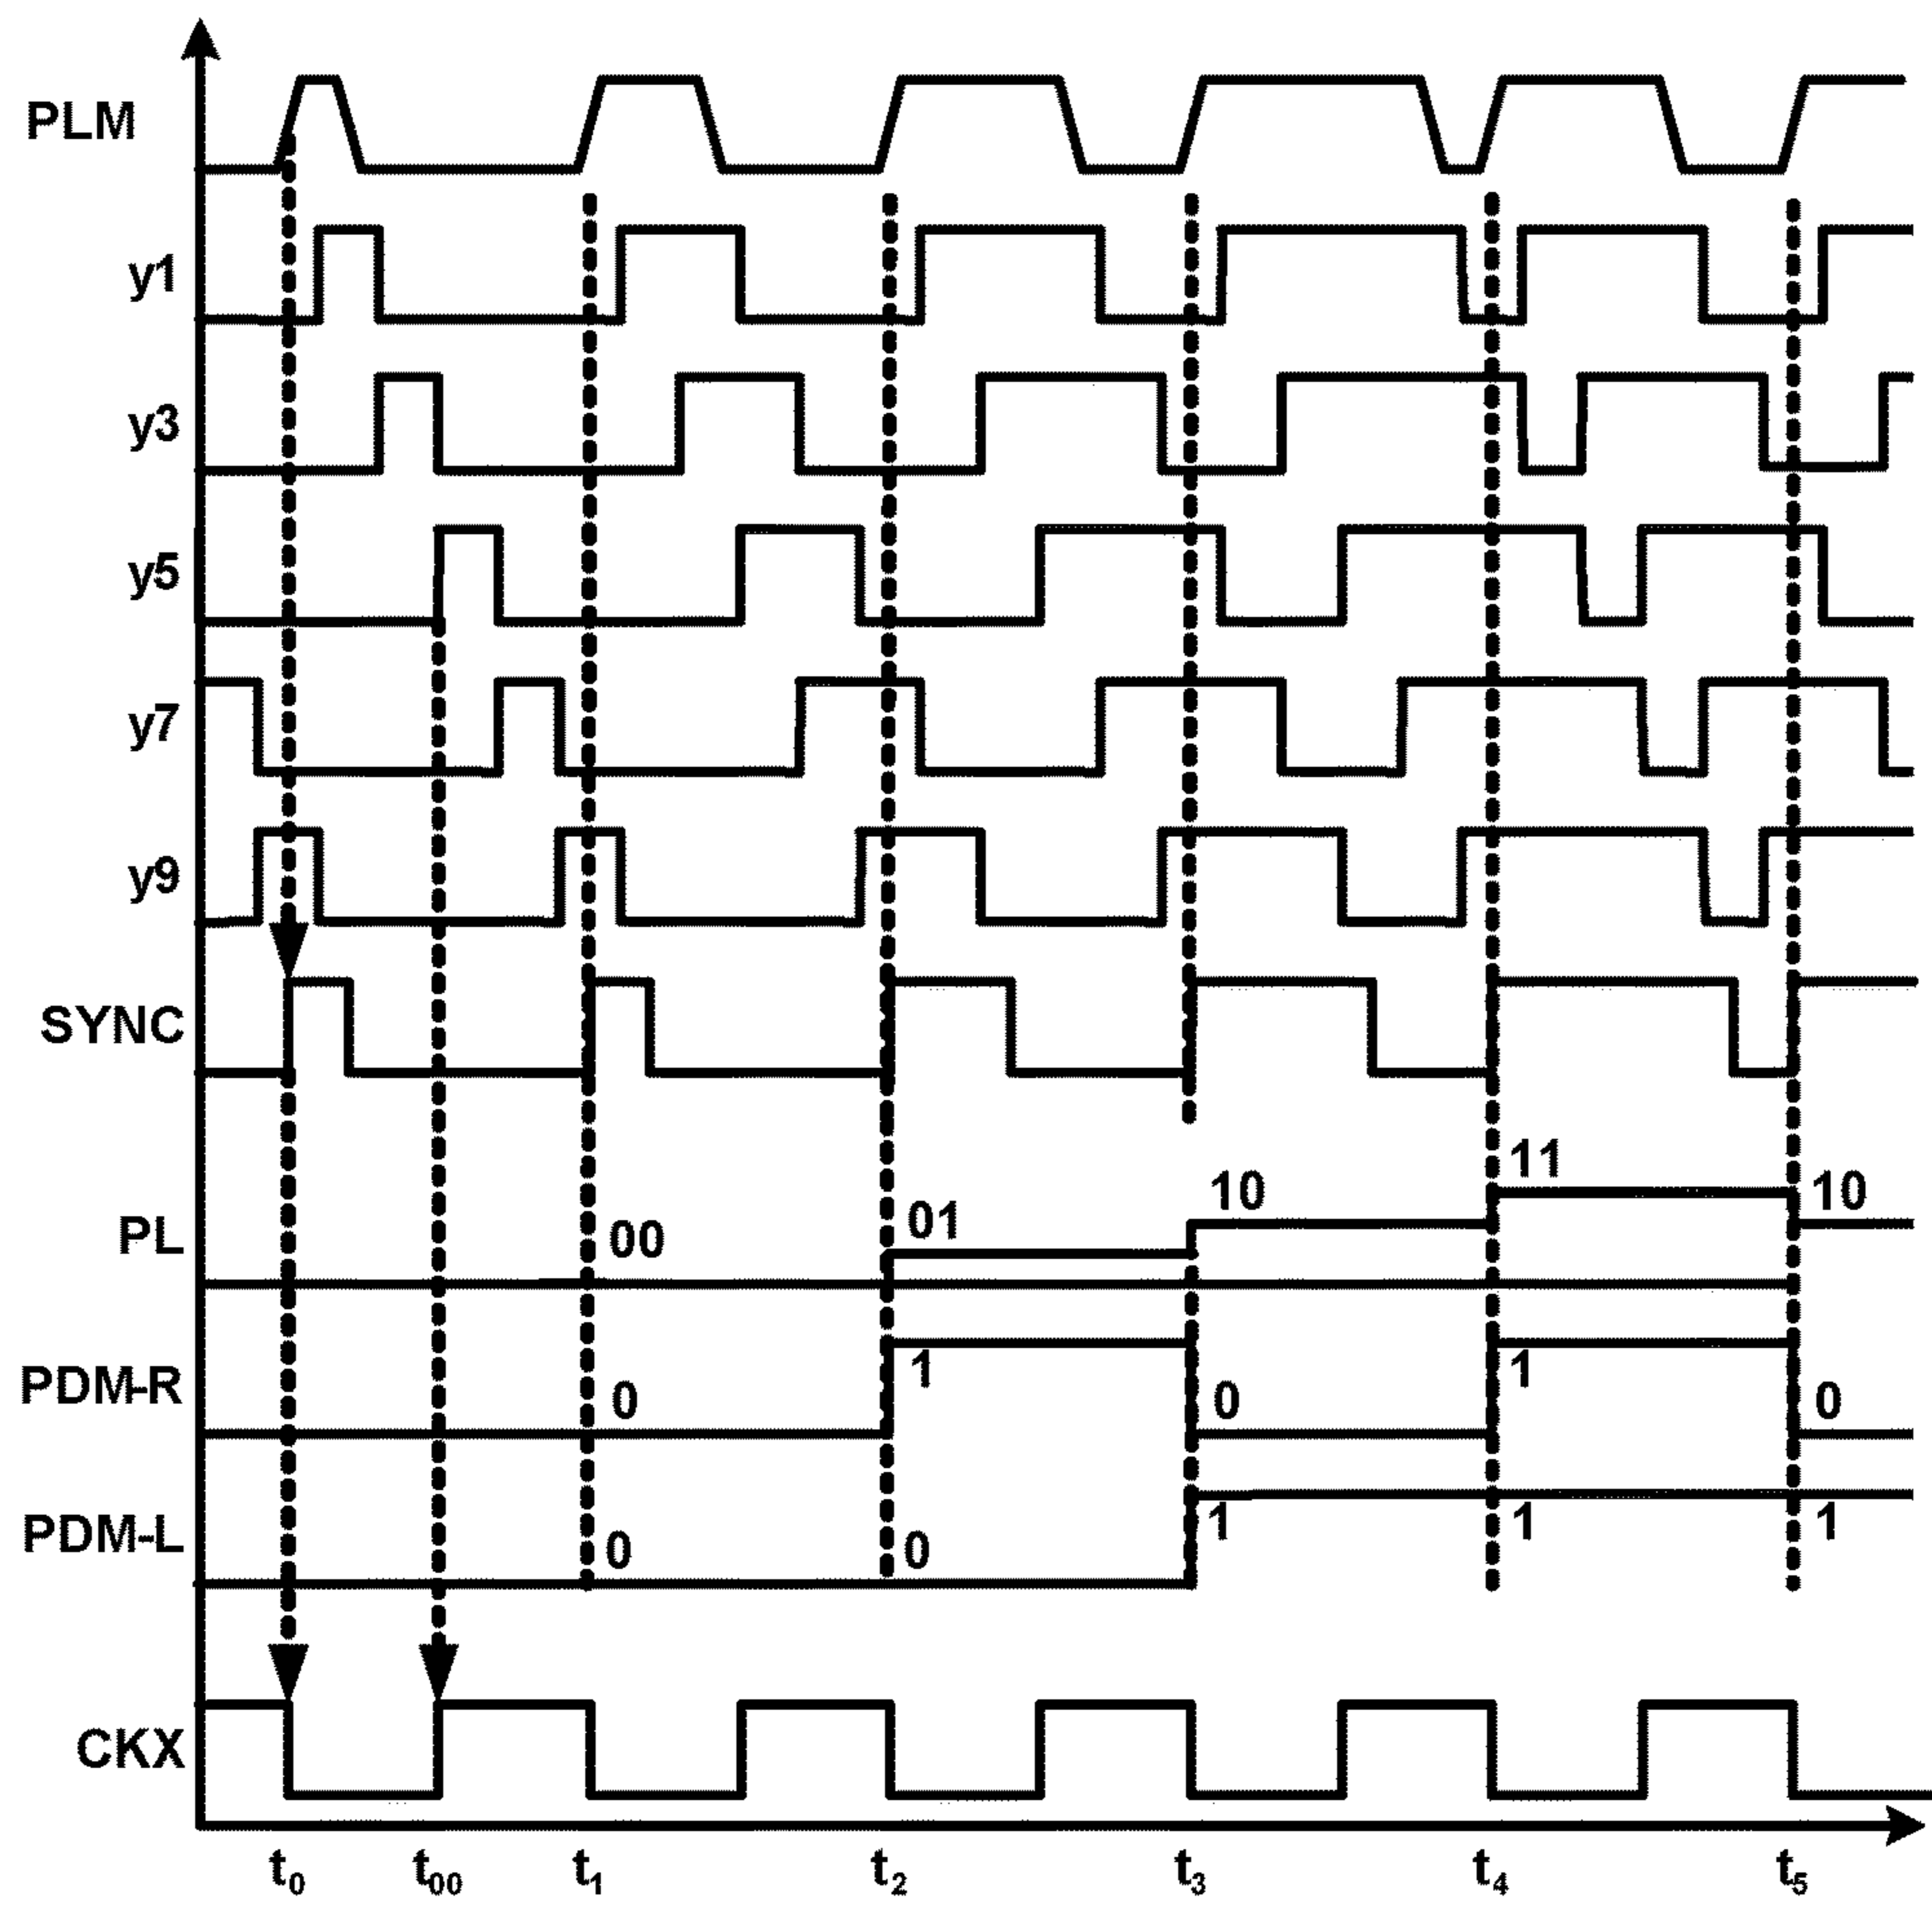 PLM
y1
y3
y5
y7
y9
SYNC
11
10 10
01
PL 00
PDM-R 1 1
0 0 0
PDM-L 1 1 1
0 0
CKX
t0 t00 t1 t2 t3 t4 t5